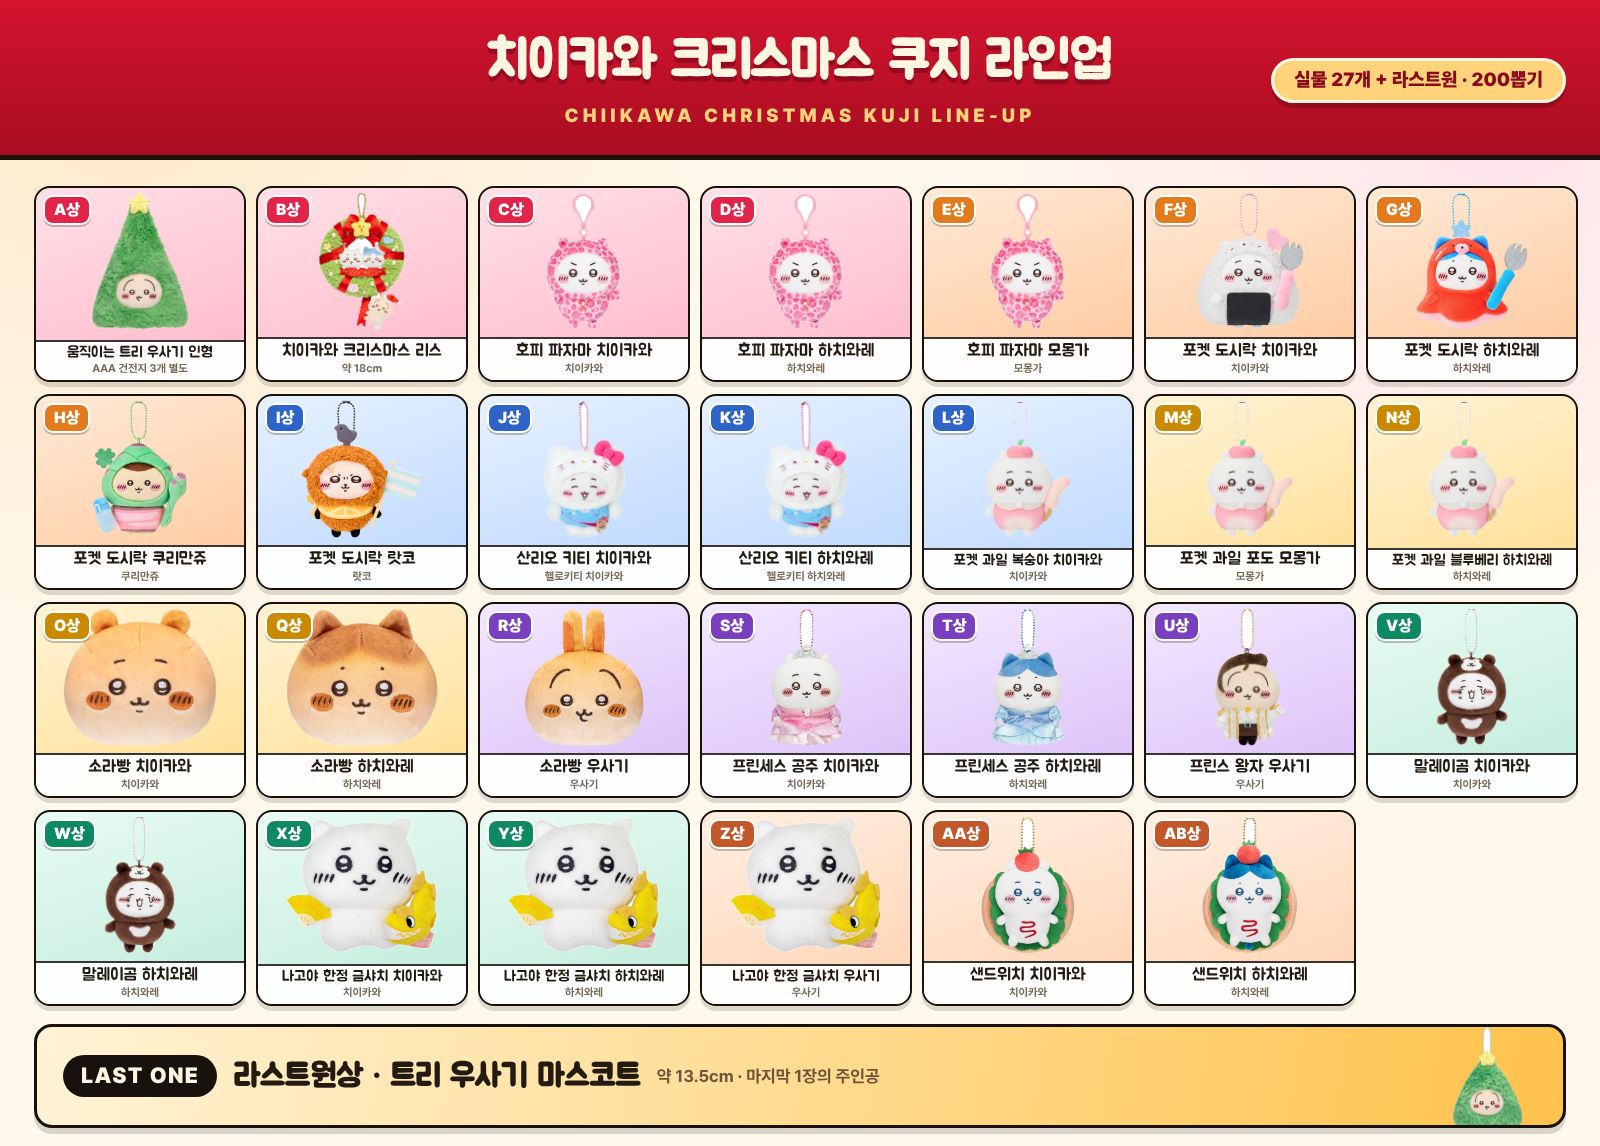 치이카와 크리스마스 쿠지 라인업
CHIIKAWA CHRISTMAS KUJI LINE-UP
실물 27개 + 라스트원 · 200뽑기
A상
움직이는 트리 우사기 인형
AAA 건전지 3개 별도
B상
치이카와 크리스마스 리스
약 18cm
C상
호피 파자마 치이카와
치이카와
D상
호피 파자마 하치와레
하치와레
E상
호피 파자마 모몽가
모몽가
F상
포켓 도시락 치이카와
치이카와
G상
포켓 도시락 하치와레
하치와레
H상
포켓 도시락 쿠리만쥬
쿠리만쥬
I상
포켓 도시락 랏코
랏코
J상
산리오 키티 치이카와
헬로키티 치이카와
K상
산리오 키티 하치와레
헬로키티 하치와레
L상
포켓 과일 복숭아 치이카와
치이카와
M상
포켓 과일 포도 모몽가
모몽가
N상
포켓 과일 블루베리 하치와레
하치와레
O상
소라빵 치이카와
치이카와
Q상
소라빵 하치와레
하치와레
R상
소라빵 우사기
우사기
S상
프린세스 공주 치이카와
치이카와
T상
프린세스 공주 하치와레
하치와레
U상
프린스 왕자 우사기
우사기
V상
말레이곰 치이카와
치이카와
W상
말레이곰 하치와레
하치와레
X상
나고야 한정 금샤치 치이카와
치이카와
Y상
나고야 한정 금샤치 하치와레
하치와레
Z상
나고야 한정 금샤치 우사기
우사기
AA상
샌드위치 치이카와
치이카와
AB상
샌드위치 하치와레
하치와레
LAST ONE
라스트원상 · 트리 우사기 마스코트
약 13.5cm · 마지막 1장의 주인공